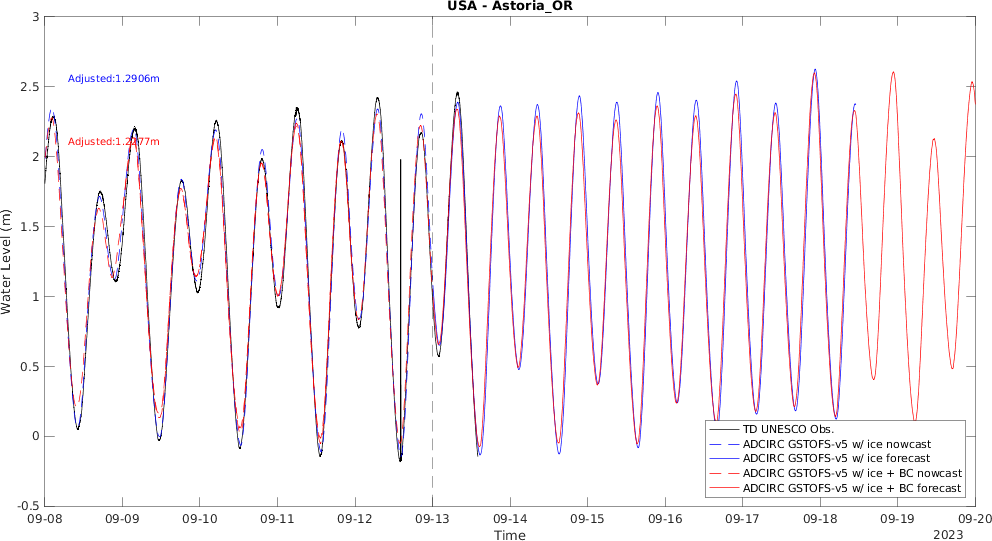 USA - Astoria_OR
3
2.5
2
1.5
1
0.5
0
-0.5
Water Level (m)
Adjusted:1.2906m
Adjusted:1.2277m
TD UNESCO Obs.
ADCIRC GSTOFS-v5 w/ ice nowcast
ADCIRC GSTOFS-v5 w/ ice forecast
ADCIRC GSTOFS-v5 w/ ice + BC nowcast
ADCIRC GSTOFS-v5 w/ ice + BC forecast
09-08 09-09 09-10 09-11 09-12 09-13 09-14 09-15 09-16 09-17 09-18 09-19 09-20
Time
2023